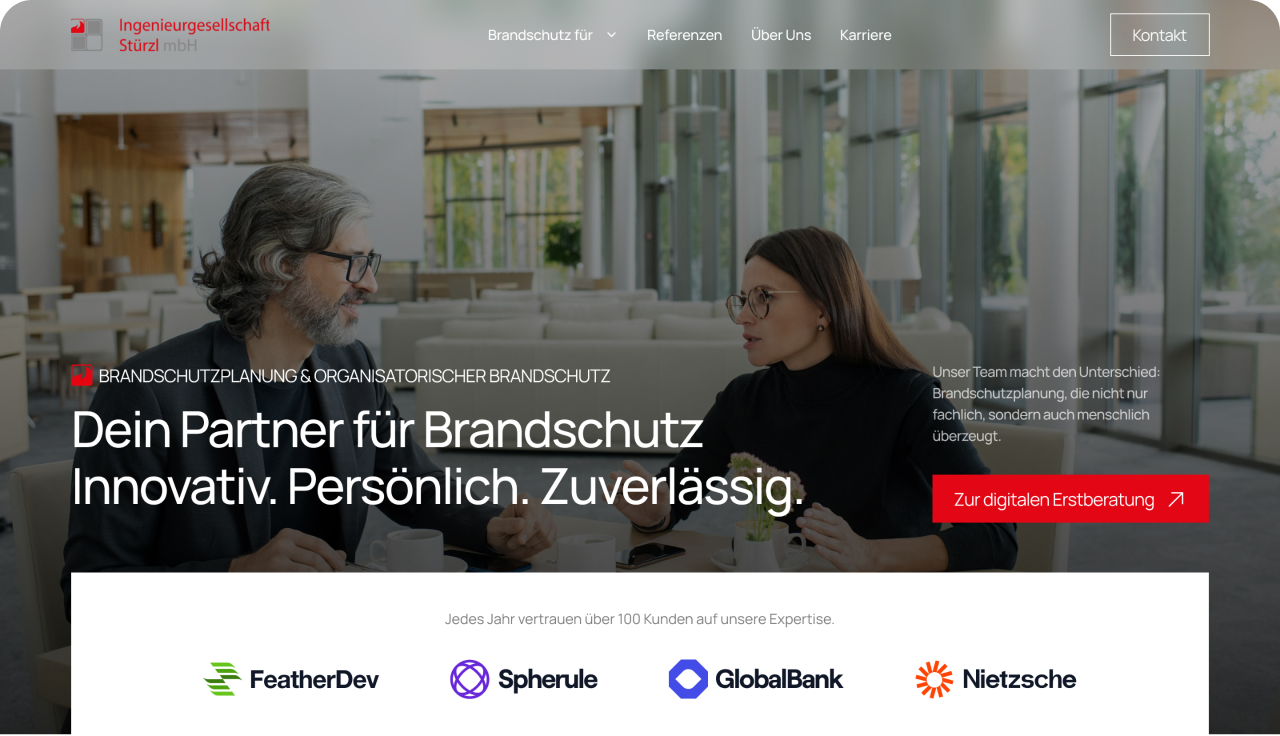 Ingenieurgesellschaft
Stürzl mbH
Brandschutz für
Referenzen
Über Uns
Karriere
Kontakt
BRANDSCHUTZPLANUNG & ORGANISATORISCHER BRANDSCHUTZ
Dein Partner für Brandschutz
Innovativ. Persönlich. Zuverlässig.
Unser Team macht den Unterschied:
Brandschutzplanung, die nicht nur
fachlich, sondern auch menschlich
überzeugt.
Zur digitalen Erstberatung
Jedes Jahr vertrauen über 100 Kunden auf unsere Expertise.
FeatherDev
Spherule
GlobalBank
Nietzsche